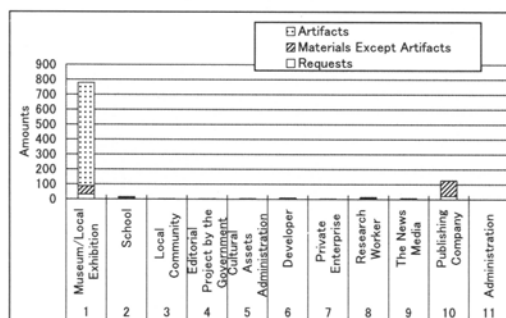 Artifacts
Materials Except Artifacts
Requests
Amounts
900
800
700
600
500
400
300
200
100
0
Museum/Local
Exhibition
School
Local
Community
Editorial
Project by the
Government
Cultural
Assets
Administration
Developer
Private
Enterprise
Research
Worker
The News
Media
Publishing
Company
Administration
1 2 3 4 5 6 7 8 9 10 11